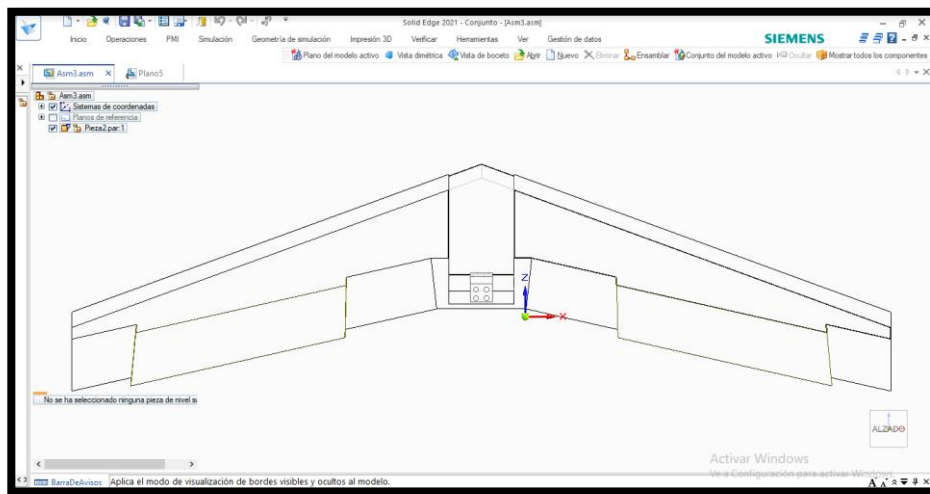 Solid Edge 2021 - Conjunto - [Asm3.asm]
Inicio Operaciones PMI Simulación Geometría de simulación Impresión 3D Verificar Herramientas Ver Gestión de datos SIEMENS
Plano del modelo activo Vista dimétrica Vista de boceto Abrir Nuevo Eliminar Ensamblar Conjunto del modelo activo Ocultar Mostrar todos los componentes
Asm3.asm Plano5
Asm3.asm
Sistemas de coordenadas
Planos de referencia
Pieza2.par:1
Z
X
No se ha seleccionado ninguna pieza de nivel su
ALZADO
Activar Windows
Ve a Configuración para activar Windows.
BarraDeAvisos Aplica el modo de visualización de bordes visibles y ocultos al modelo.